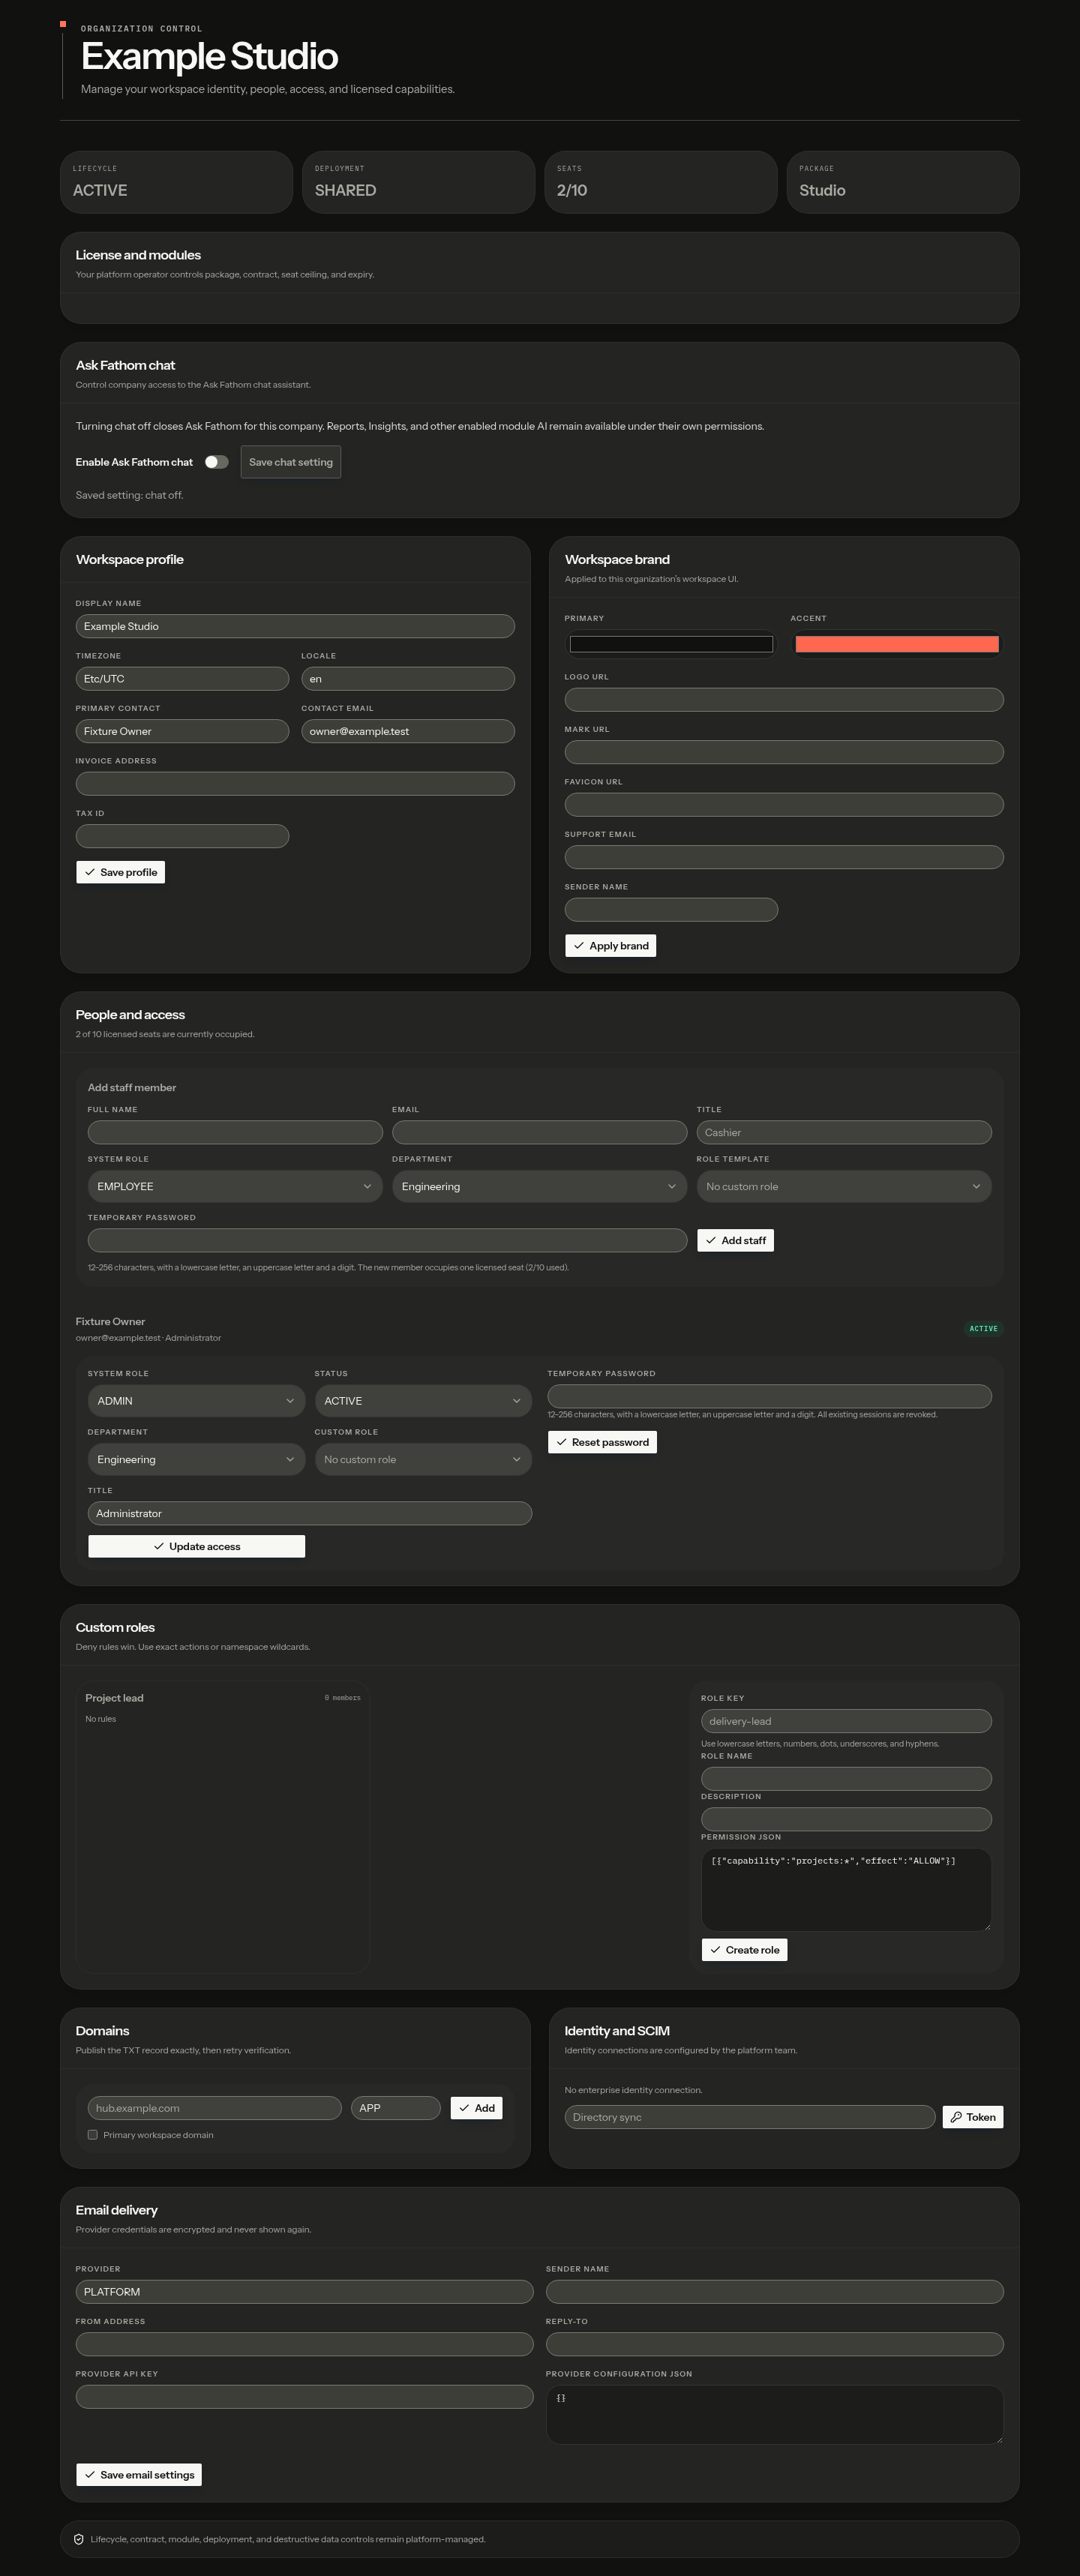 ORGANIZATION CONTROL
Example Studio
Manage your workspace identity, people, access, and licensed capabilities.
LIFECYCLE
ACTIVE
DEPLOYMENT
SHARED
SEATS
2/10
PACKAGE
Studio
License and modules
Your platform operator controls package, contract, seat ceiling, and expiry.
Ask Fathom chat
Control company access to the Ask Fathom chat assistant.
Turning chat off closes Ask Fathom for this company. Reports, Insights, and other enabled module AI remain available under their own permissions.
Enable Ask Fathom chat
Save chat setting
Saved setting: chat off.
Workspace profile
DISPLAY NAME
Example Studio
TIMEZONE
Etc/UTC
LOCALE
en
PRIMARY CONTACT
Fixture Owner
CONTACT EMAIL
owner@example.test
INVOICE ADDRESS
TAX ID
Save profile
Workspace brand
Applied to this organization's workspace UI.
PRIMARY
ACCENT
LOGO URL
MARK URL
FAVICON URL
SUPPORT EMAIL
SENDER NAME
Apply brand
People and access
2 of 10 licensed seats are currently occupied.
Add staff member
FULL NAME
EMAIL
TITLE
Cashier
SYSTEM ROLE
EMPLOYEE
DEPARTMENT
Engineering
ROLE TEMPLATE
No custom role
TEMPORARY PASSWORD
Add staff
12–256 characters, with a lowercase letter, an uppercase letter and a digit. The new member occupies one licensed seat (2/10 used).
Fixture Owner
owner@example.test · Administrator
ACTIVE
SYSTEM ROLE
ADMIN
STATUS
ACTIVE
DEPARTMENT
Engineering
CUSTOM ROLE
No custom role
TITLE
Administrator
Update access
TEMPORARY PASSWORD
12–256 characters, with a lowercase letter, an uppercase letter and a digit. All existing sessions are revoked.
Reset password
Custom roles
Deny rules win. Use exact actions or namespace wildcards.
Project lead
0 members
No rules
ROLE KEY
delivery-lead
Use lowercase letters, numbers, dots, underscores, and hyphens.
ROLE NAME
DESCRIPTION
PERMISSION JSON
[{"capability":"projects:*","effect":"ALLOW"}]
Create role
Domains
Publish the TXT record exactly, then retry verification.
hub.example.com
APP
Add
Primary workspace domain
Identity and SCIM
Identity connections are configured by the platform team.
No enterprise identity connection.
Directory sync
Token
Email delivery
Provider credentials are encrypted and never shown again.
PROVIDER
PLATFORM
SENDER NAME
FROM ADDRESS
REPLY-TO
PROVIDER API KEY
PROVIDER CONFIGURATION JSON
{}
Save email settings
Lifecycle, contract, module, deployment, and destructive data controls remain platform-managed.